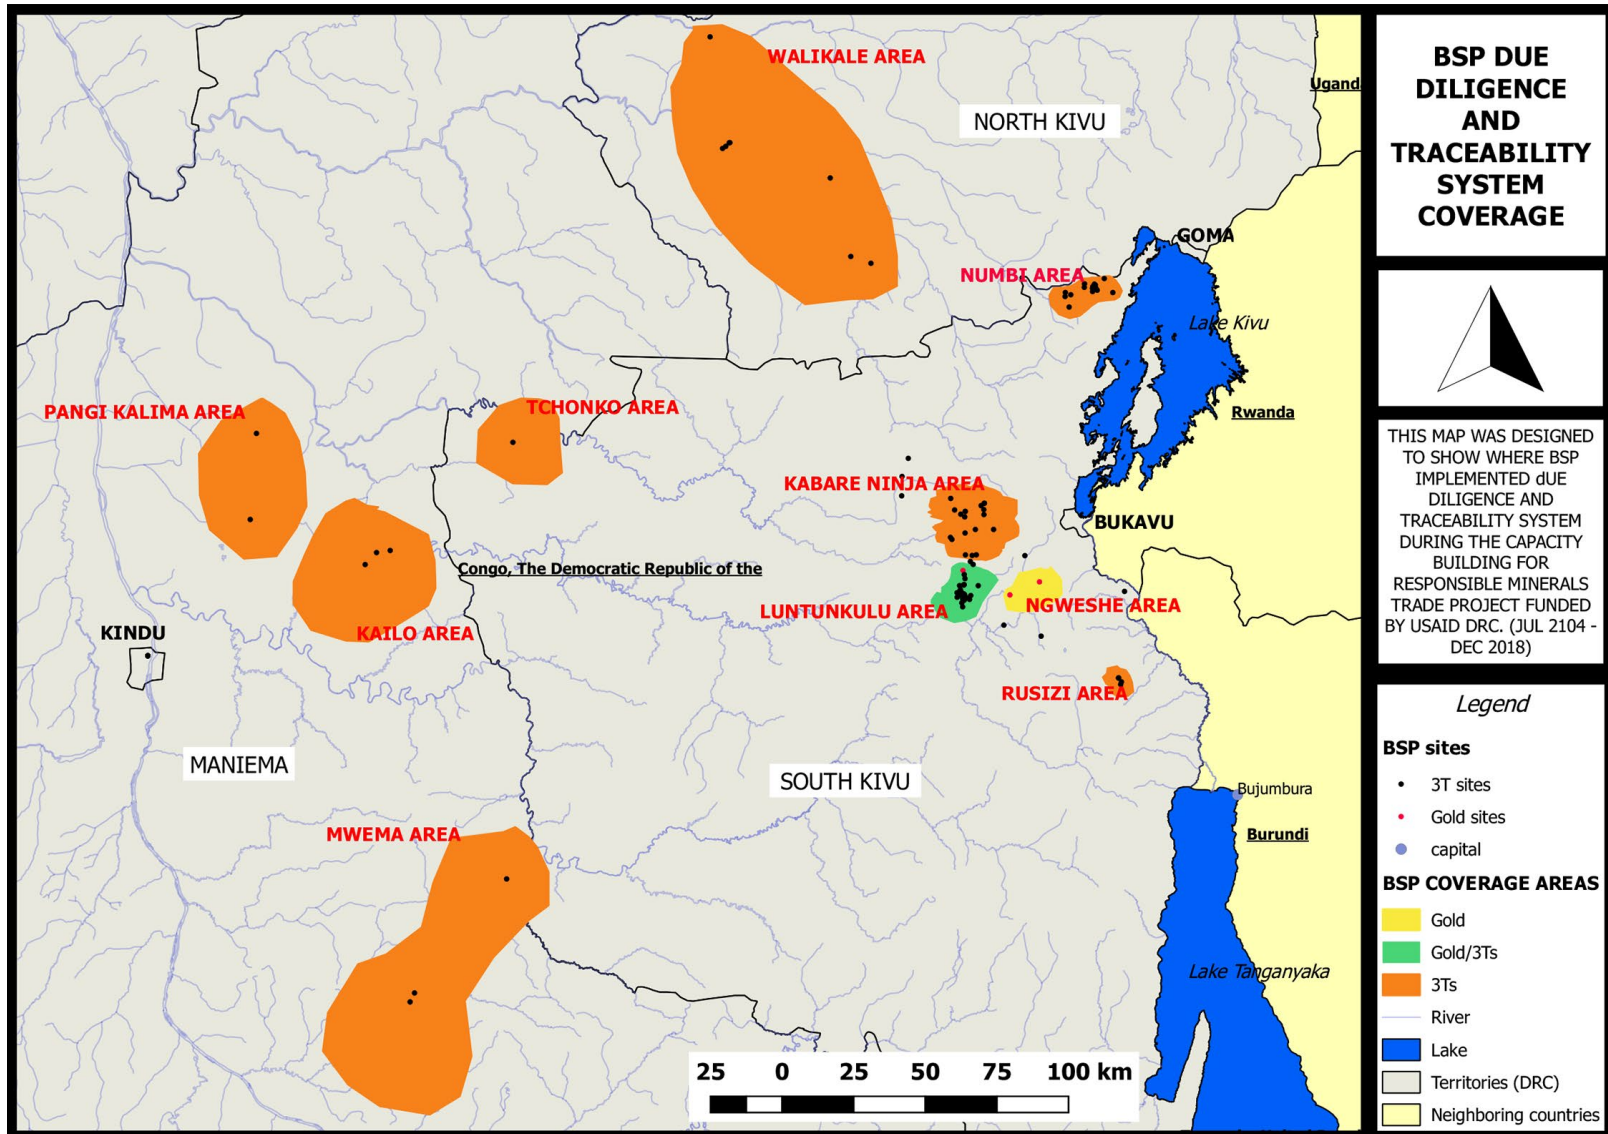 WALIKALE AREA
NORTH KIVU
Ugand
GOMA
NUMBI AREA
Lake Kivu
Rwanda
PANGI KALIMA AREA
TCHONKO AREA
KABARE NINJA AREA
BUKAVU
Congo, The Democratic Republic of the
LUNTUNKULU AREA
NGWESHE AREA
KAILO AREA
KINDU
RUSIZI AREA
MANIEMA
SOUTH KIVU
Bujumbura
MWEMA AREA
Burundi
Lake Tanganyaka
25 0 25 50 75 100 km
BSP DUE
DILIGENCE
AND
TRACEABILITY
SYSTEM
COVERAGE
THIS MAP WAS DESIGNED
TO SHOW WHERE BSP
IMPLEMENTED dUE
DILIGENCE AND
TRACEABILITY SYSTEM
DURING THE CAPACITY
BUILDING FOR
RESPONSIBLE MINERALS
TRADE PROJECT FUNDED
BY USAID DRC. (JUL 2104 -
DEC 2018)
Legend
BSP sites
3T sites
Gold sites
capital
BSP COVERAGE AREAS
Gold
Gold/3Ts
3Ts
River
Lake
Territories (DRC)
Neighboring countries